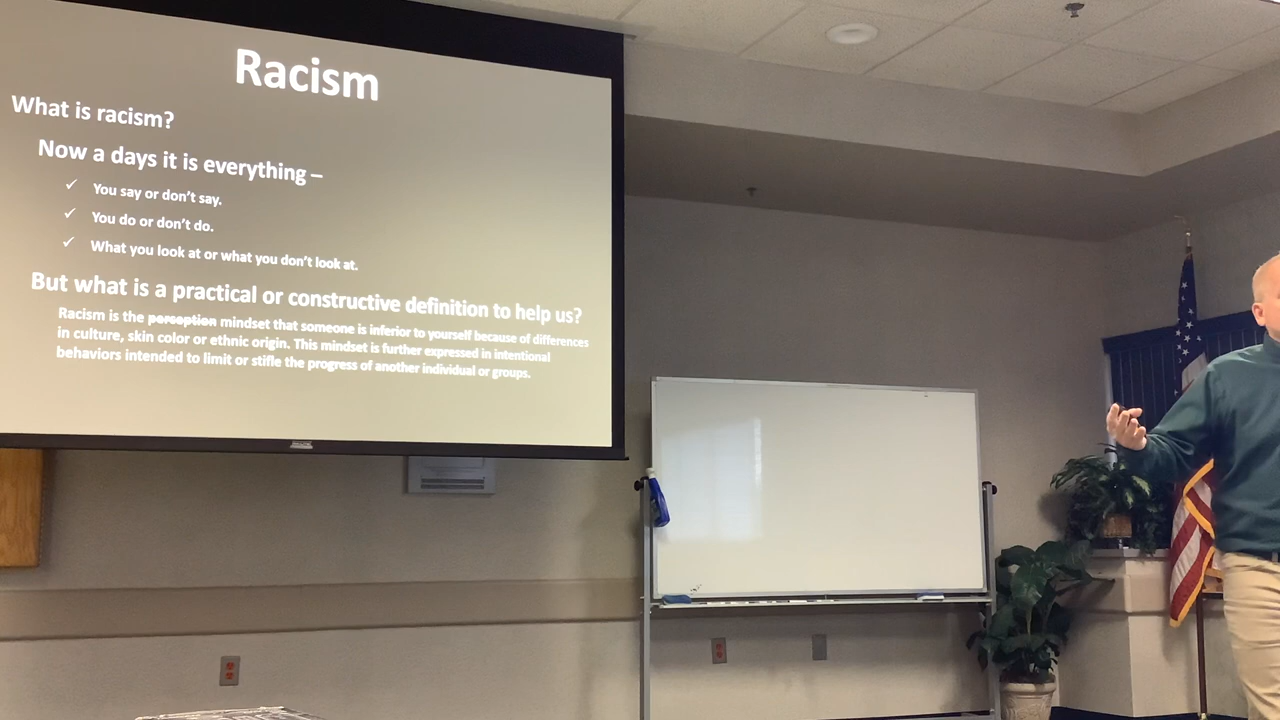 Racism
What is racism?
Now a days it is everything –
✓ You say or don't say.
✓ You do or don't do.
✓ What you look at or what you don't look at.
But what is a practical or constructive definition to help us?
Racism is the perception mindset that someone is inferior to yourself because of differences
in culture, skin color or ethnic origin. This mindset is further expressed in intentional
behaviors intended to limit or stifle the progress of another individual or groups.